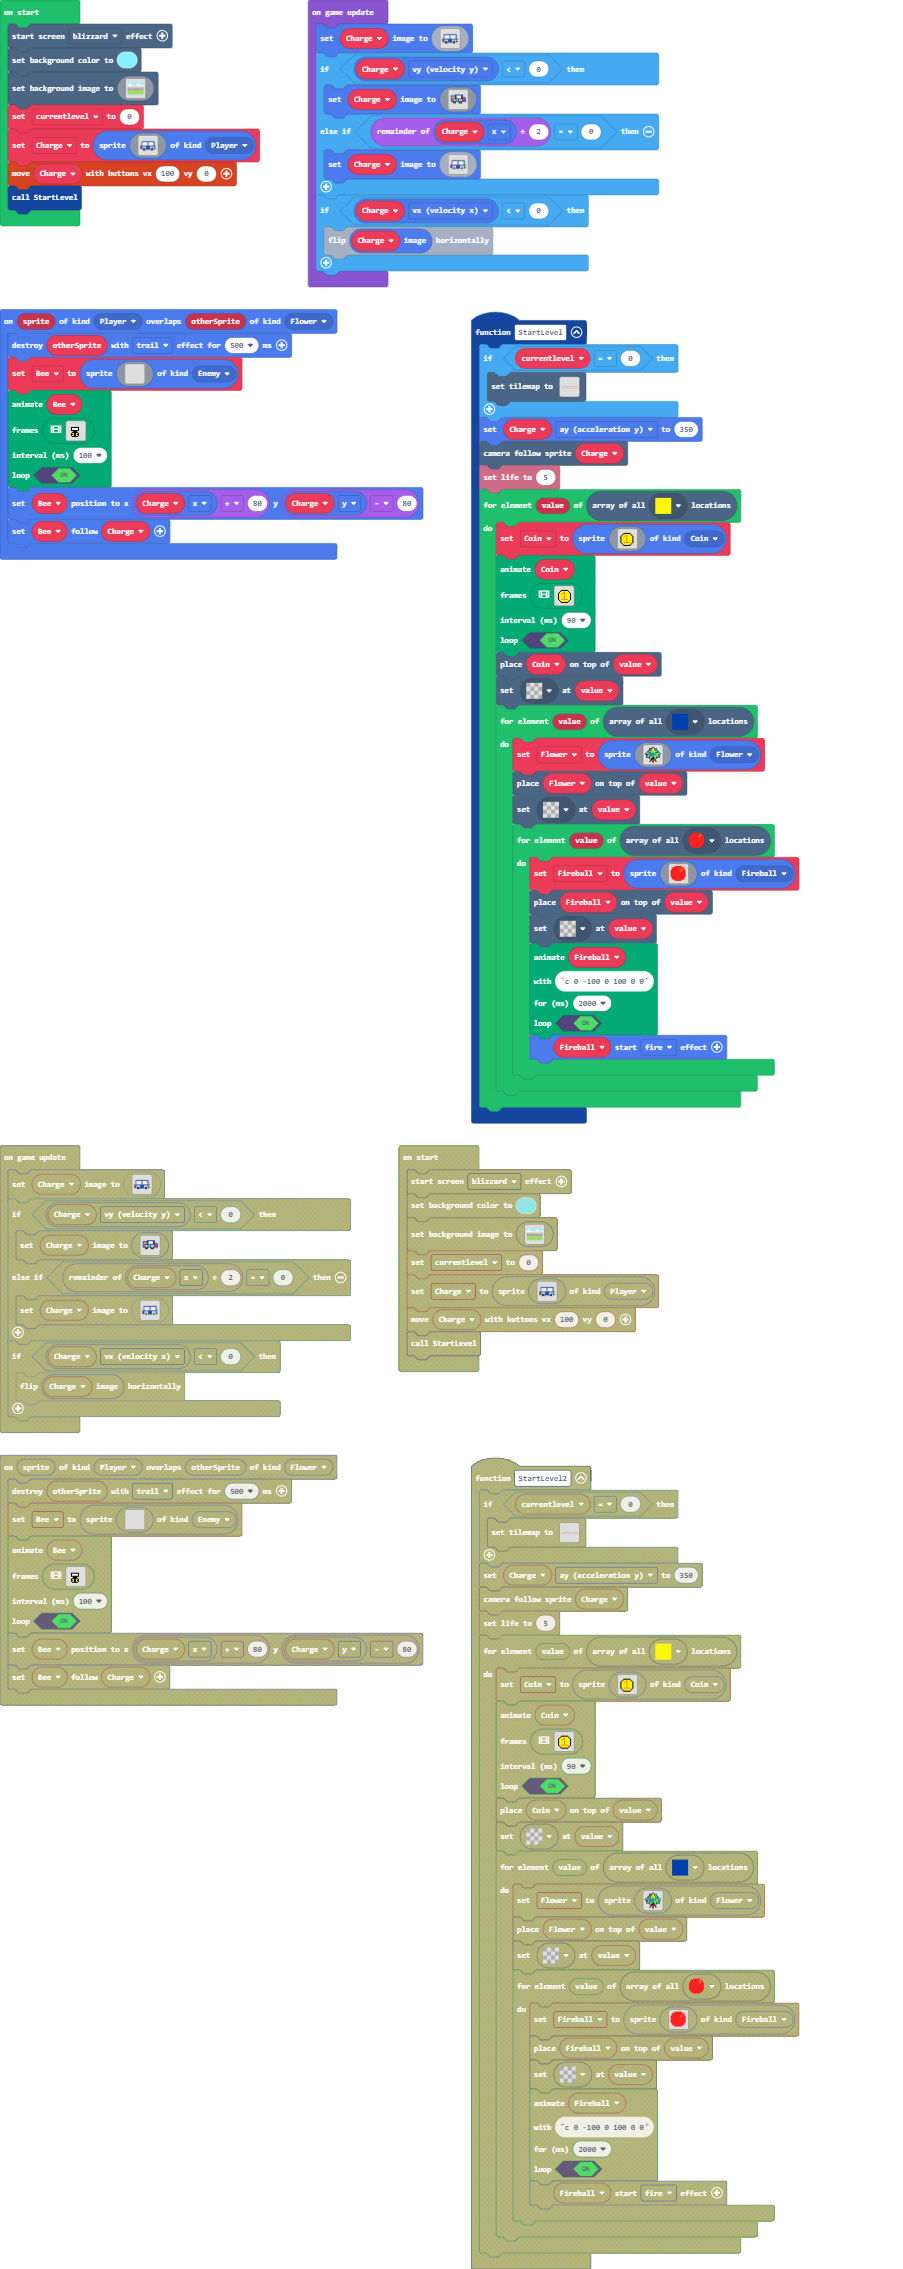 on start
start screen blizzard effect
set background color to
set background image to
set currentlevel to 0
set Charge to sprite of kind Player
move Charge with buttons vx 100 vy 0
call StartLevel
on game update
set Charge image to
if Charge vy (velocity y) < 0 then
set Charge image to
else if remainder of Charge x ÷ 2 = 0 then
set Charge image to
if Charge vx (velocity x) < 0 then
flip Charge image horizontally
on sprite of kind Player overlaps otherSprite of kind Flower
destroy otherSprite with trail effect for 500 ms
set Bee to sprite of kind Enemy
animate Bee
frames
interval (ms) 100
loop ON
set Bee position to x Charge x + 80 y Charge y - 80
set Bee follow Charge
function StartLevel
if currentlevel = 0 then
set tilemap to
set Charge ay (acceleration y) to 350
camera follow sprite Charge
set life to 5
for element value of array of all locations
do
set Coin to sprite of kind Coin
animate Coin
frames
interval (ms) 90
loop ON
place Coin on top of value
set at value
for element value of array of all locations
do
set Flower to sprite of kind Flower
place Flower on top of value
set at value
for element value of array of all locations
do
set Fireball to sprite of kind Fireball
place Fireball on top of value
set at value
animate Fireball
with "c 0 -100 0 100 0 0"
for (ms) 2000
loop ON
Fireball start fire effect
on game update
set Charge image to
if Charge vy (velocity y) < 0 then
set Charge image to
else if remainder of Charge x ÷ 2 = 0 then
set Charge image to
if Charge vx (velocity x) < 0 then
flip Charge image horizontally
on start
start screen blizzard effect
set background color to
set background image to
set currentlevel to 0
set Charge to sprite of kind Player
move Charge with buttons vx 100 vy 0
call StartLevel
on sprite of kind Player overlaps otherSprite of kind Flower
destroy otherSprite with trail effect for 500 ms
set Bee to sprite of kind Enemy
animate Bee
frames
interval (ms) 100
loop ON
set Bee position to x Charge x + 80 y Charge y - 80
set Bee follow Charge
function StartLevel2
if currentlevel = 0 then
set tilemap to
set Charge ay (acceleration y) to 350
camera follow sprite Charge
set life to 5
for element value of array of all locations
do
set Coin to sprite of kind Coin
animate Coin
frames
interval (ms) 90
loop ON
place Coin on top of value
set at value
for element value of array of all locations
do
set Flower to sprite of kind Flower
place Flower on top of value
set at value
for element value of array of all locations
do
set Fireball to sprite of kind Fireball
place Fireball on top of value
set at value
animate Fireball
with "c 0 -100 0 100 0 0"
for (ms) 2000
loop ON
Fireball start fire effect